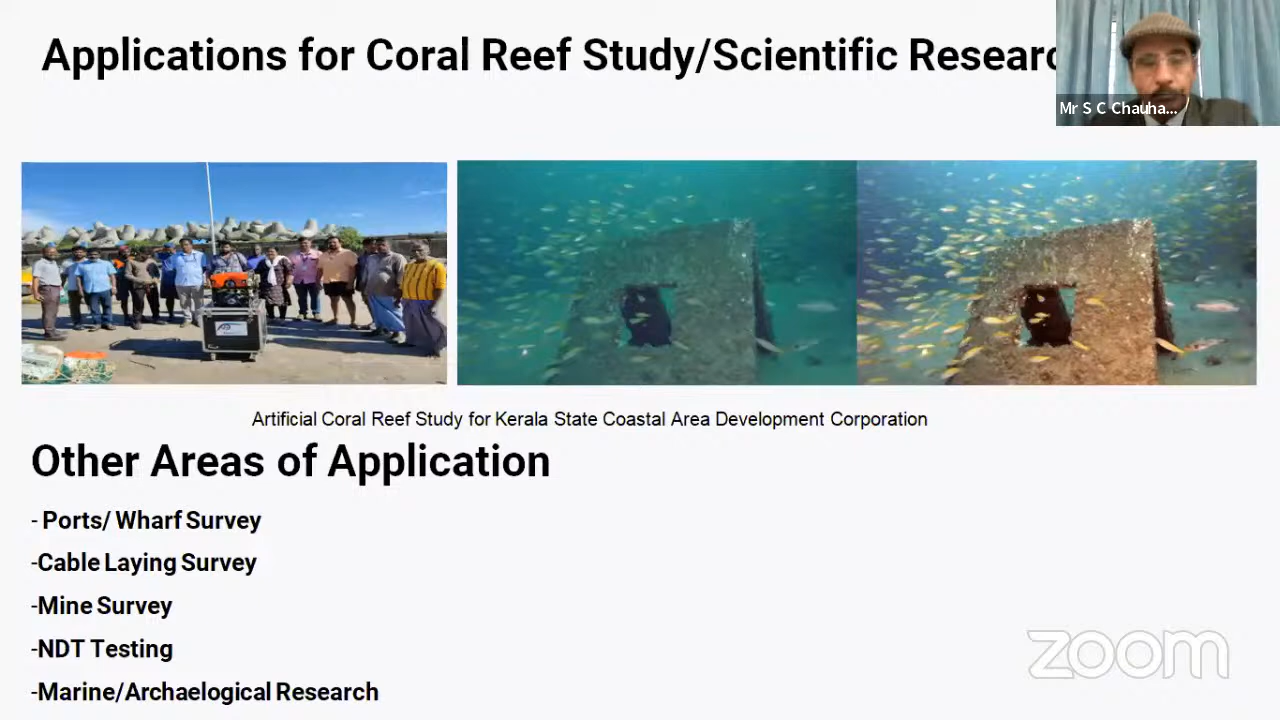 Applications for Coral Reef Study/Scientific Researc
Mr S C Chauha...
Artificial Coral Reef Study for Kerala State Coastal Area Development Corporation
Other Areas of Application
- Ports/ Wharf Survey
-Cable Laying Survey
-Mine Survey
-NDT Testing
-Marine/Archaelogical Research
zoom